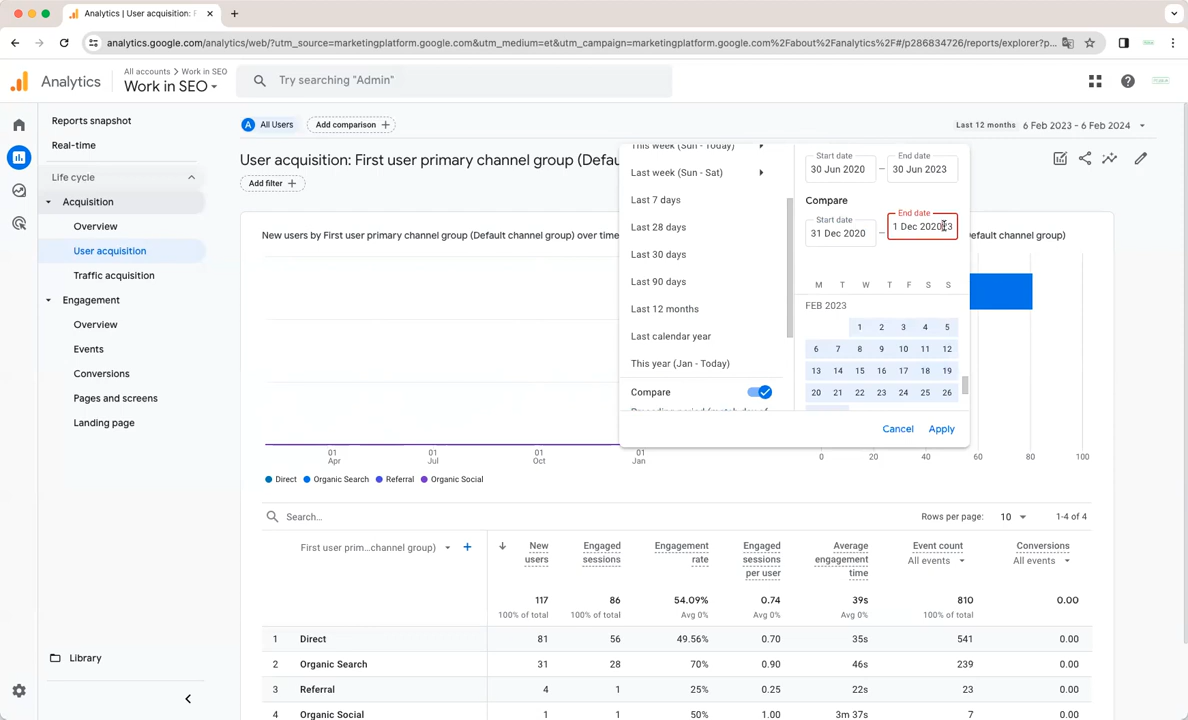 Analytics | User acquisition: F
analytics.google.com/analytics/web/?utm_source=marketingplatform.google.com&utm_medium=et&utm_campaign=marketingplatform.google.com%2Fabout%2Fanalytics%2F#/p286834726/reports/explorer?p...
Analytics
All accounts > Work in SEO
Work in SEO
Try searching "Admin"
Reports snapshot
Real-time
Life cycle
Acquisition
Overview
User acquisition
Traffic acquisition
Engagement
Overview
Events
Conversions
Pages and screens
Landing page
Library
A All Users
Add comparison +
Last 12 months 6 Feb 2023 - 6 Feb 2024
User acquisition: First user primary channel group (Defau
Add filter +
New users by First user primary channel group (Default channel group) over time
efault channel group)
This week (Sun - Today)
Last week (Sun - Sat)
Last 7 days
Last 28 days
Last 30 days
Last 90 days
Last 12 months
Last calendar year
This year (Jan - Today)
Compare
Start date
30 Jun 2020
–
End date
30 Jun 2023
Compare
Start date
31 Dec 2020
–
End date
1 Dec 202023
M T W T F S S
FEB 2023
1 2 3 4 5
6 7 8 9 10 11 12
13 14 15 16 17 18 19
20 21 22 23 24 25 26
Cancel Apply
01 Apr
01 Jul
01 Oct
01 Jan
0 20 40 60 80 100
Direct Organic Search Referral Organic Social
Search...
Rows per page: 10 1-4 of 4
First user prim...channel group) +
New users
Engaged sessions
Engagement rate
Engaged sessions per user
Average engagement time
Event count
All events
Conversions
All events
117 86 54.09% 0.74 39s 810 0.00
100% of total 100% of total Avg 0% Avg 0% Avg 0% 100% of total
1 Direct 81 56 49.56% 0.70 35s 541 0.00
2 Organic Search 31 28 70% 0.90 46s 239 0.00
3 Referral 4 1 25% 0.25 22s 23 0.00
4 Organic Social 1 1 50% 1.00 3m 37s 7 0.00